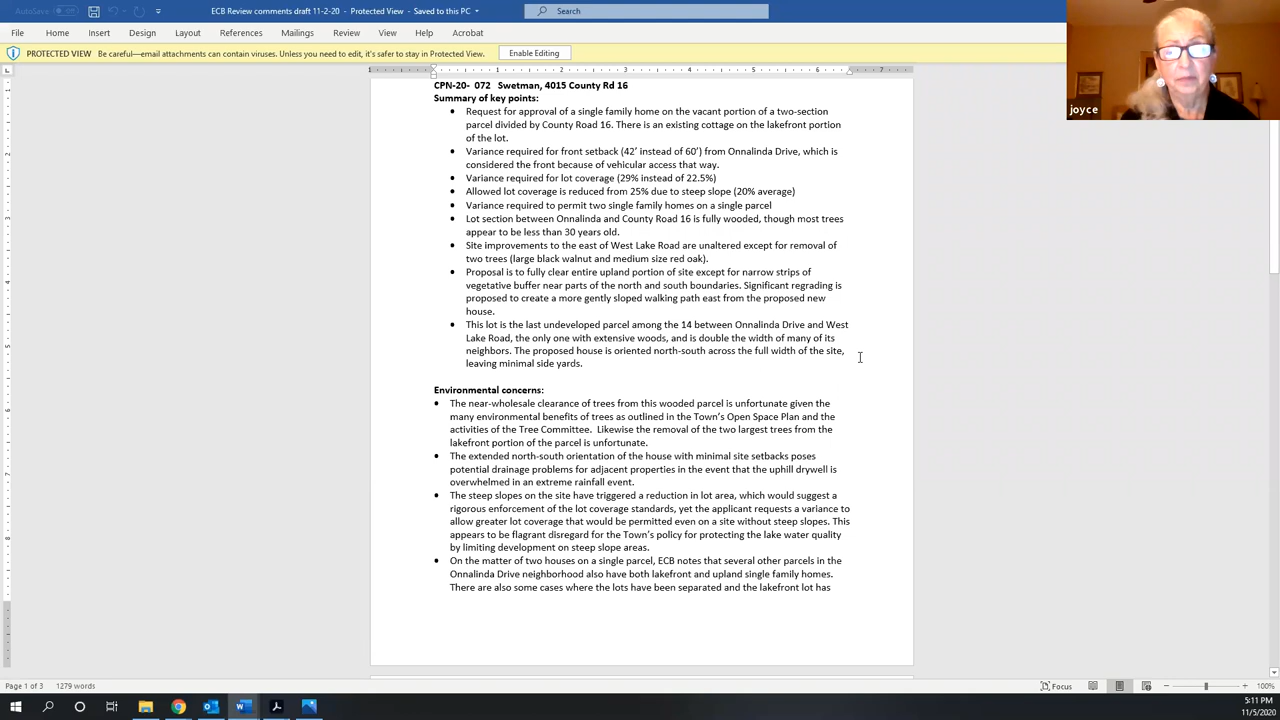 AutoSave Off ECB Review comments draft 11-2-20 - Protected View - Saved to this PC Search
File Home Insert Design Layout References Mailings Review View Help Acrobat
PROTECTED VIEW Be careful—email attachments can contain viruses. Unless you need to edit, it's safer to stay in Protected View. Enable Editing
joyce
1 1 2 3 4 5 6 7
CPN-20- 072 Swetman, 4015 County Rd 16
Summary of key points:
• Request for approval of a single family home on the vacant portion of a two-section
parcel divided by County Road 16. There is an existing cottage on the lakefront portion
of the lot.
• Variance required for front setback (42' instead of 60') from Onnalinda Drive, which is
considered the front because of vehicular access that way.
• Variance required for lot coverage (29% instead of 22.5%)
• Allowed lot coverage is reduced from 25% due to steep slope (20% average)
• Variance required to permit two single family homes on a single parcel
• Lot section between Onnalinda and County Road 16 is fully wooded, though most trees
appear to be less than 30 years old.
• Site improvements to the east of West Lake Road are unaltered except for removal of
two trees (large black walnut and medium size red oak).
• Proposal is to fully clear entire upland portion of site except for narrow strips of
vegetative buffer near parts of the north and south boundaries. Significant regrading is
proposed to create a more gently sloped walking path east from the proposed new
house.
• This lot is the last undeveloped parcel among the 14 between Onnalinda Drive and West
Lake Road, the only one with extensive woods, and is double the width of many of its
neighbors. The proposed house is oriented north-south across the full width of the site,
leaving minimal side yards.
Environmental concerns:
• The near-wholesale clearance of trees from this wooded parcel is unfortunate given the
many environmental benefits of trees as outlined in the Town's Open Space Plan and the
activities of the Tree Committee. Likewise the removal of the two largest trees from the
lakefront portion of the parcel is unfortunate.
• The extended north-south orientation of the house with minimal site setbacks poses
potential drainage problems for adjacent properties in the event that the uphill drywell is
overwhelmed in an extreme rainfall event.
• The steep slopes on the site have triggered a reduction in lot area, which would suggest a
rigorous enforcement of the lot coverage standards, yet the applicant requests a variance to
allow greater lot coverage that would be permitted even on a site without steep slopes. This
appears to be flagrant disregard for the Town's policy for protecting the lake water quality
by limiting development on steep slope areas.
• On the matter of two houses on a single parcel, ECB notes that several other parcels in the
Onnalinda Drive neighborhood also have both lakefront and upland single family homes.
There are also some cases where the lots have been separated and the lakefront lot has
Page 1 of 3 1279 words Focus 100%
5:11 PM
11/5/2020